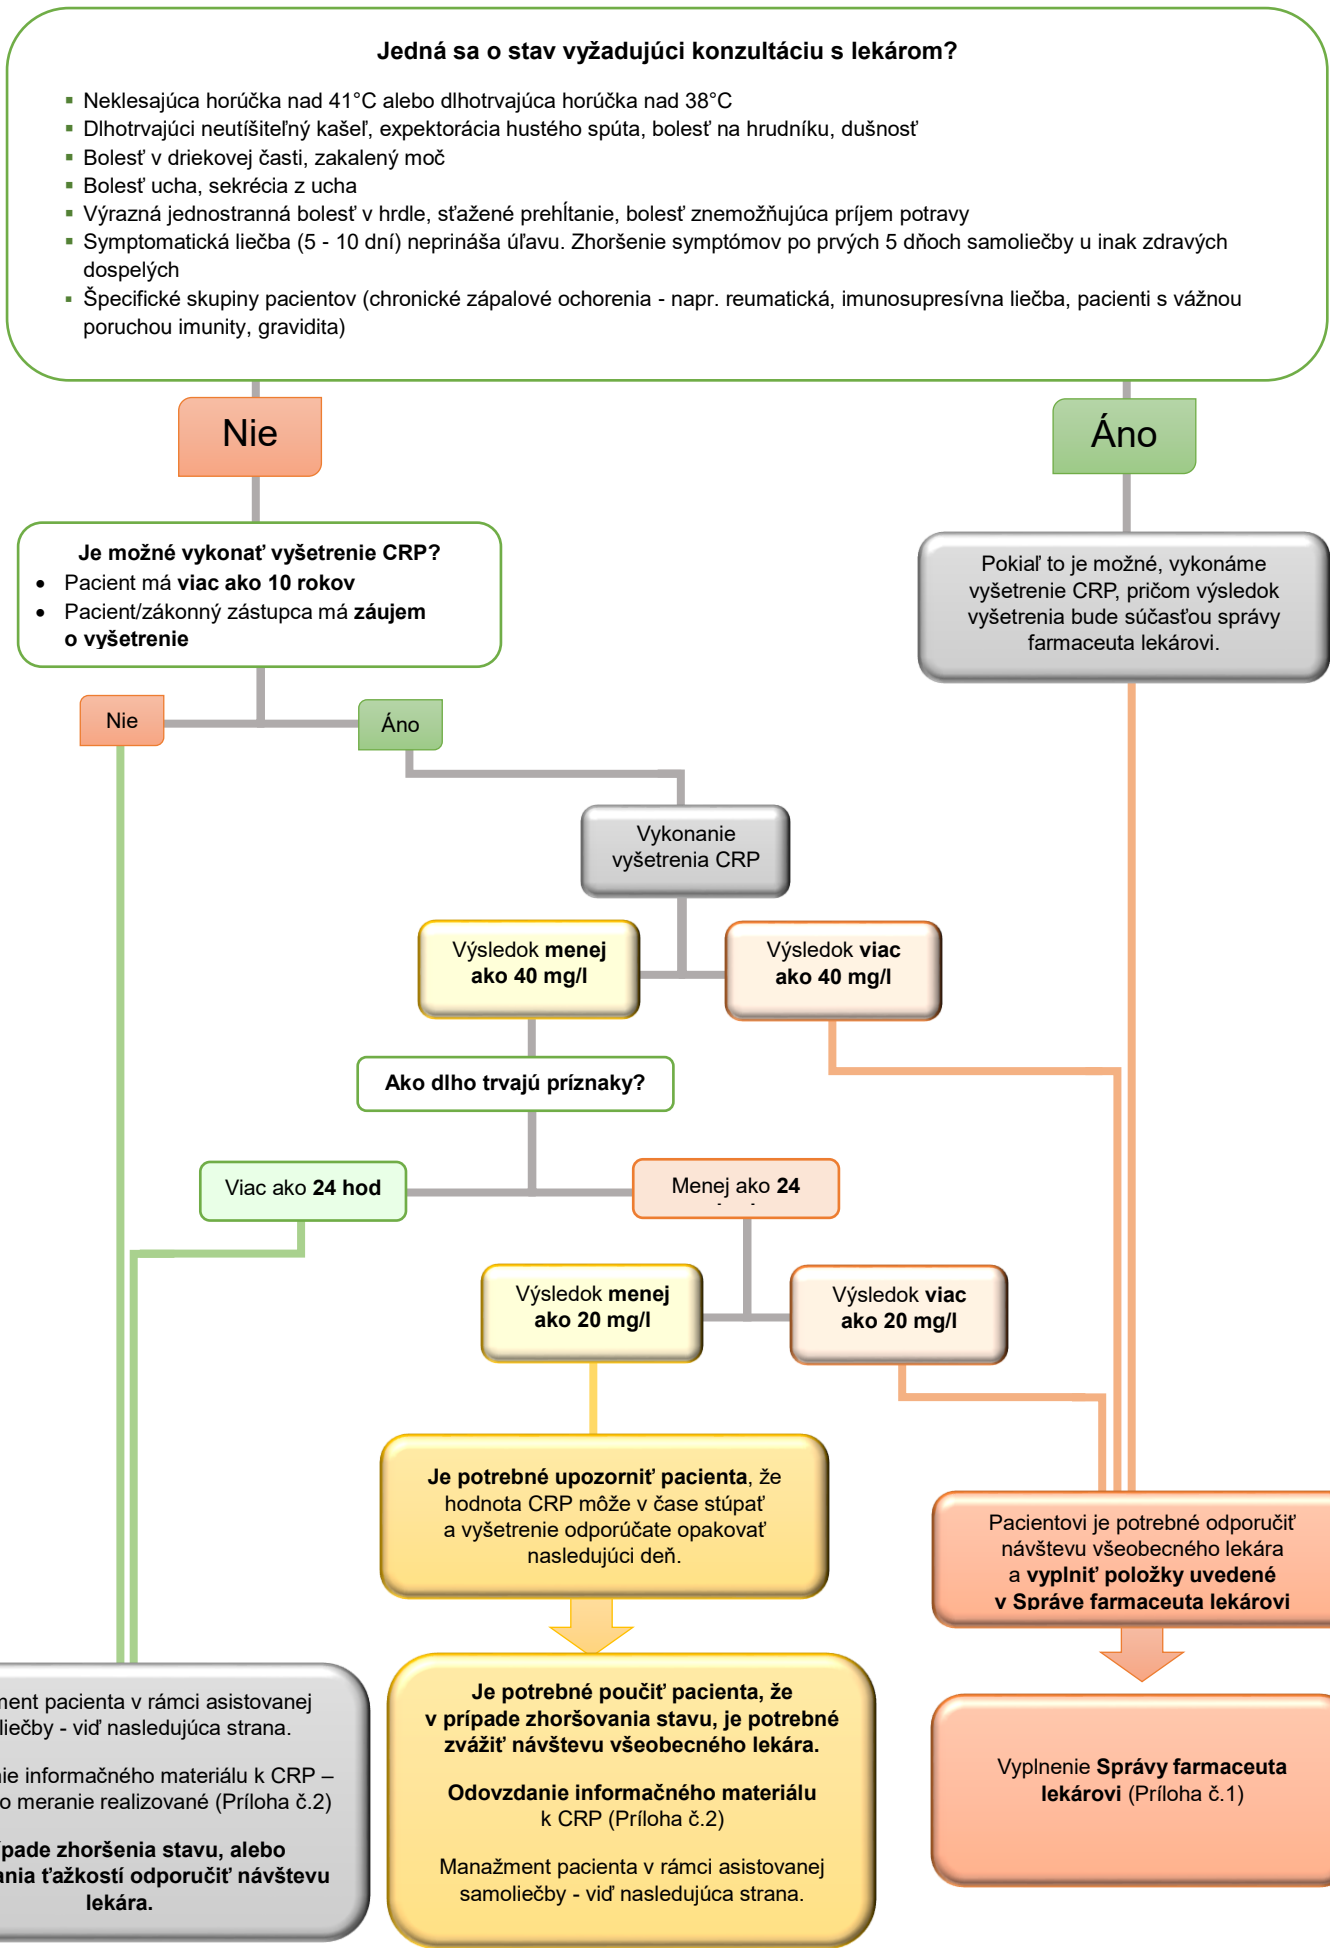 Jedná sa o stav vyžadujúci konzultáciu s lekárom?
▪ Neklesajúca horúčka nad 41°C alebo dlhotrvajúca horúčka nad 38°C
▪ Dlhotrvajúci neutíšiteľný kašeľ, expektorácia hustého spúta, bolesť na hrudníku, dušnosť
▪ Bolesť v driekovej časti, zakalený moč
▪ Bolesť ucha, sekrécia z ucha
▪ Výrazná jednostranná bolesť v hrdle, sťažené prehĺtanie, bolesť znemožňujúca príjem potravy
▪ Symptomatická liečba (5 - 10 dní) neprináša úľavu. Zhoršenie symptómov po prvých 5 dňoch samoliečby u inak zdravých
dospelých
▪ Špecifické skupiny pacientov (chronické zápalové ochorenia - napr. reumatická, imunosupresívna liečba, pacienti s vážnou
poruchou imunity, gravidita)
Nie
Áno
Je možné vykonať vyšetrenie CRP?
• Pacient má viac ako 10 rokov
• Pacient/zákonný zástupca má záujem
o vyšetrenie
Pokiaľ to je možné, vykonáme
vyšetrenie CRP, pričom výsledok
vyšetrenia bude súčasťou správy
farmaceuta lekárovi.
Nie
Áno
Vykonanie
vyšetrenia CRP
Výsledok menej
ako 40 mg/l
Výsledok viac
ako 40 mg/l
Ako dlho trvajú príznaky?
Viac ako 24 hod
Menej ako 24
Výsledok menej
ako 20 mg/l
Výsledok viac
ako 20 mg/l
Je potrebné upozorniť pacienta, že
hodnota CRP môže v čase stúpať
a vyšetrenie odporúčate opakovať
nasledujúci deň.
Pacientovi je potrebné odporučiť
návštevu všeobecného lekára
a vyplniť položky uvedené
v Správe farmaceuta lekárovi
ment pacienta v rámci asistovanej
liečby - viď nasledujúca strana.
nie informačného materiálu k CRP –
o meranie realizované (Príloha č.2)
pade zhoršenia stavu, alebo
ania ťažkostí odporučiť návštevu
lekára.
Je potrebné poučiť pacienta, že
v prípade zhoršovania stavu, je potrebné
zvážiť návštevu všeobecného lekára.
Odovzdanie informačného materiálu
k CRP (Príloha č.2)
Manažment pacienta v rámci asistovanej
samoliečby - viď nasledujúca strana.
Vyplnenie Správy farmaceuta
lekárovi (Príloha č.1)